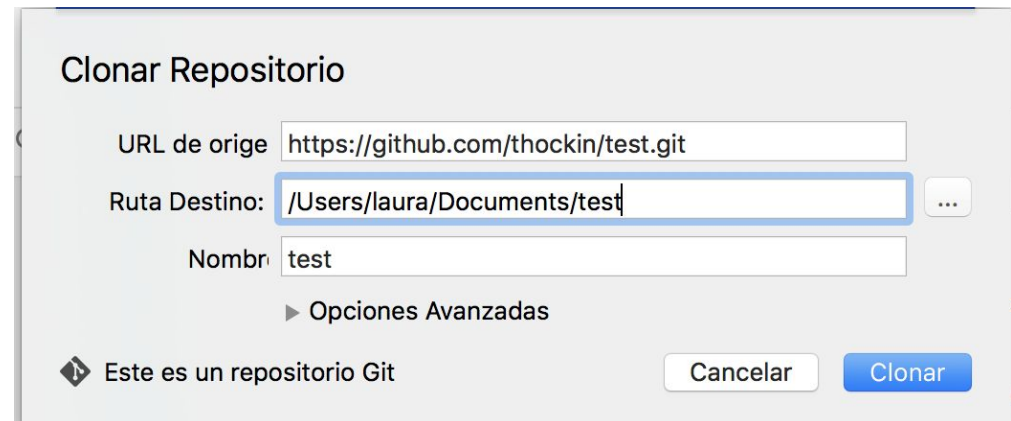 Clonar Repositorio
URL de orige https://github.com/thockin/test.git
Ruta Destino: /Users/laura/Documents/test ...
Nombr test
Opciones Avanzadas
Este es un repositorio Git Cancelar Clonar